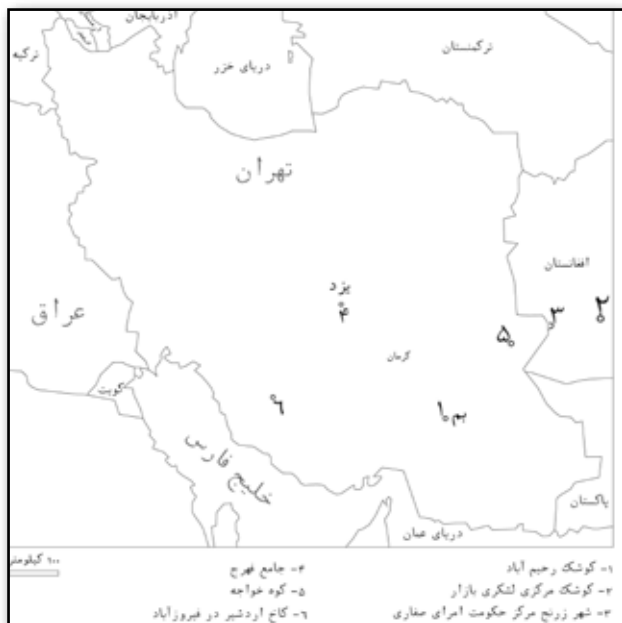 آذربایجان
ترکیه
ترکمنستان
دریای خزر
تهران
افغانستان
یزد
۲
۳
۴
عراق
۵
کرمان
کویت
۶
۱ بم
خلیج فارس
پاکستان
دریای عمان
۱۰۰ کیلومتر
۱- کوشک رحیم آباد
۲- کوشک مرکزی لشکری بازار
۳- شهر زرنج مرکز حکومت امرای صفاری
۴- جامع فهرج
۵- کوه خواجه
۶- کاخ اردشیر در فیروزآباد